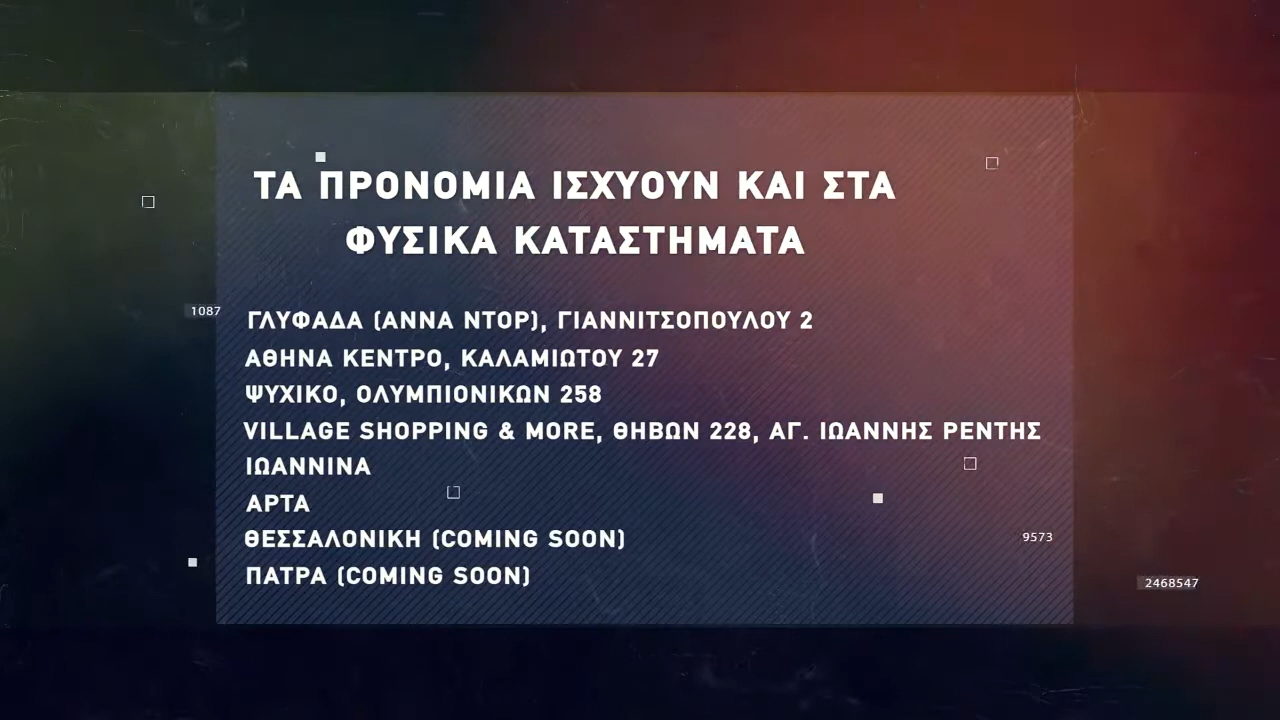 ΤΑ ΠΡΟΝΟΜΙΑ ΙΣΧΥΟΥΝ ΚΑΙ ΣΤΑ
ΦΥΣΙΚΑ ΚΑΤΑΣΤΗΜΑΤΑ
1087
ΓΛΥΦΑΔΑ (ΑΝΝΑ ΝΤΟΡ), ΓΙΑΝΝΙΤΣΟΠΟΥΛΟΥ 2
ΑΘΗΝΑ ΚΕΝΤΡΟ, ΚΑΛΑΜΙΩΤΟΥ 27
ΨΥΧΙΚΟ, ΟΛΥΜΠΙΟΝΙΚΩΝ 258
VILLAGE SHOPPING & MORE, ΘΗΒΩΝ 228, ΑΓ. ΙΩΑΝΝΗΣ ΡΕΝΤΗΣ
ΙΩΑΝΝΙΝΑ
ΑΡΤΑ
ΘΕΣΣΑΛΟΝΙΚΗ (COMING SOON)
9573
ΠΑΤΡΑ (COMING SOON)
2468547